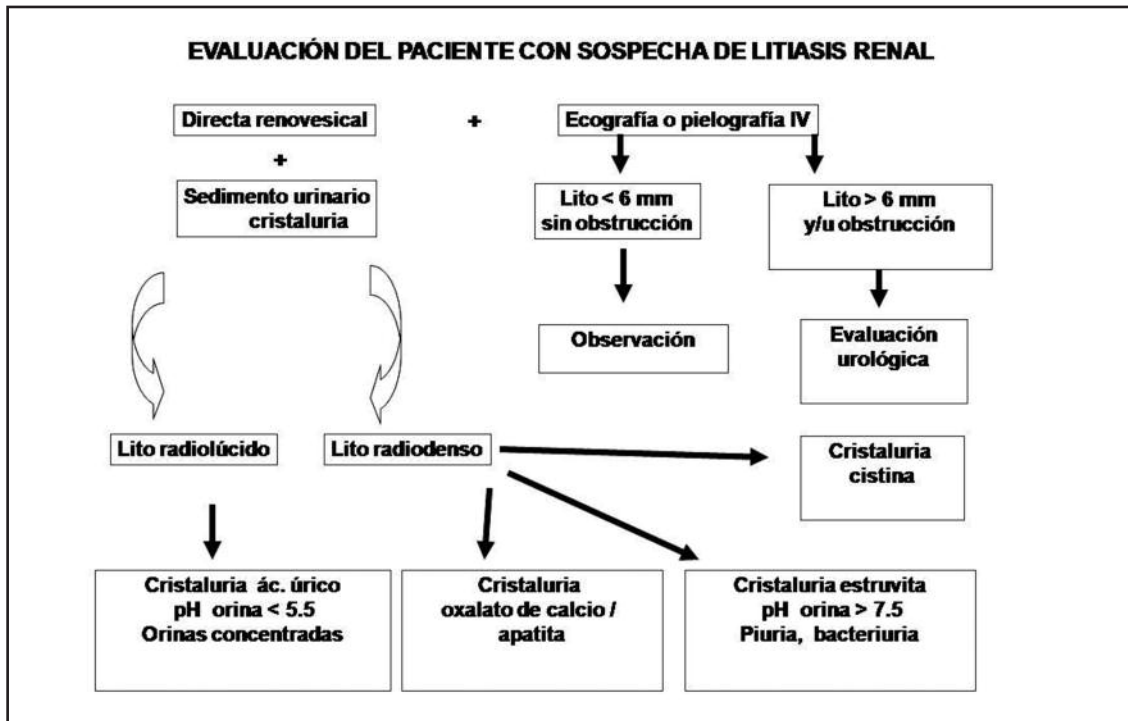 EVALUACIÓN DEL PACIENTE CON SOSPECHA DE LITIASIS RENAL
Directa renovesical
+
Ecografía o pielografía IV
+
Sedimento urinario
cristaluria
Lito < 6 mm
sin obstrucción
Lito > 6 mm
y/u obstrucción
Observación
Evaluación
urológica
Lito radiolúcido
Lito radiodenso
Cristaluria
cistina
Cristaluria ác. úrico
pH orina < 5.5
Orinas concentradas
Cristaluria
oxalato de calcio /
apatita
Cristaluria estruvita
pH orina > 7.5
Piuria, bacteriuria